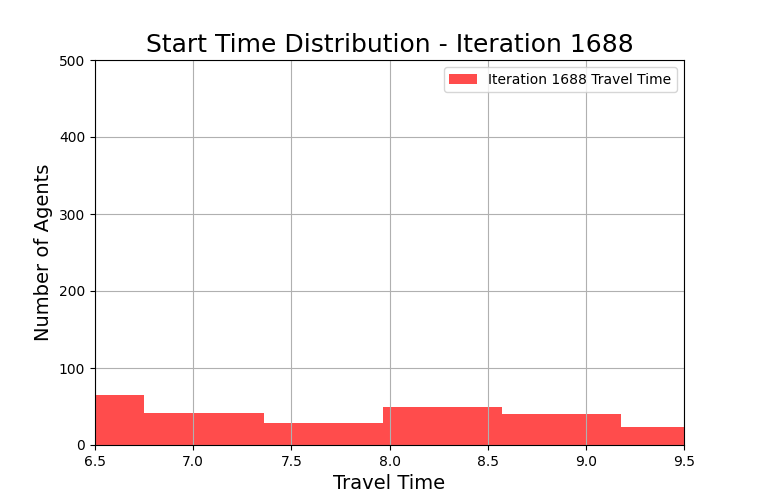 Start Time Distribution - Iteration 1688
Iteration 1688 Travel Time
Number of Agents
500
400
300
200
100
0
6.5 7.0 7.5 8.0 8.5 9.0 9.5
Travel Time